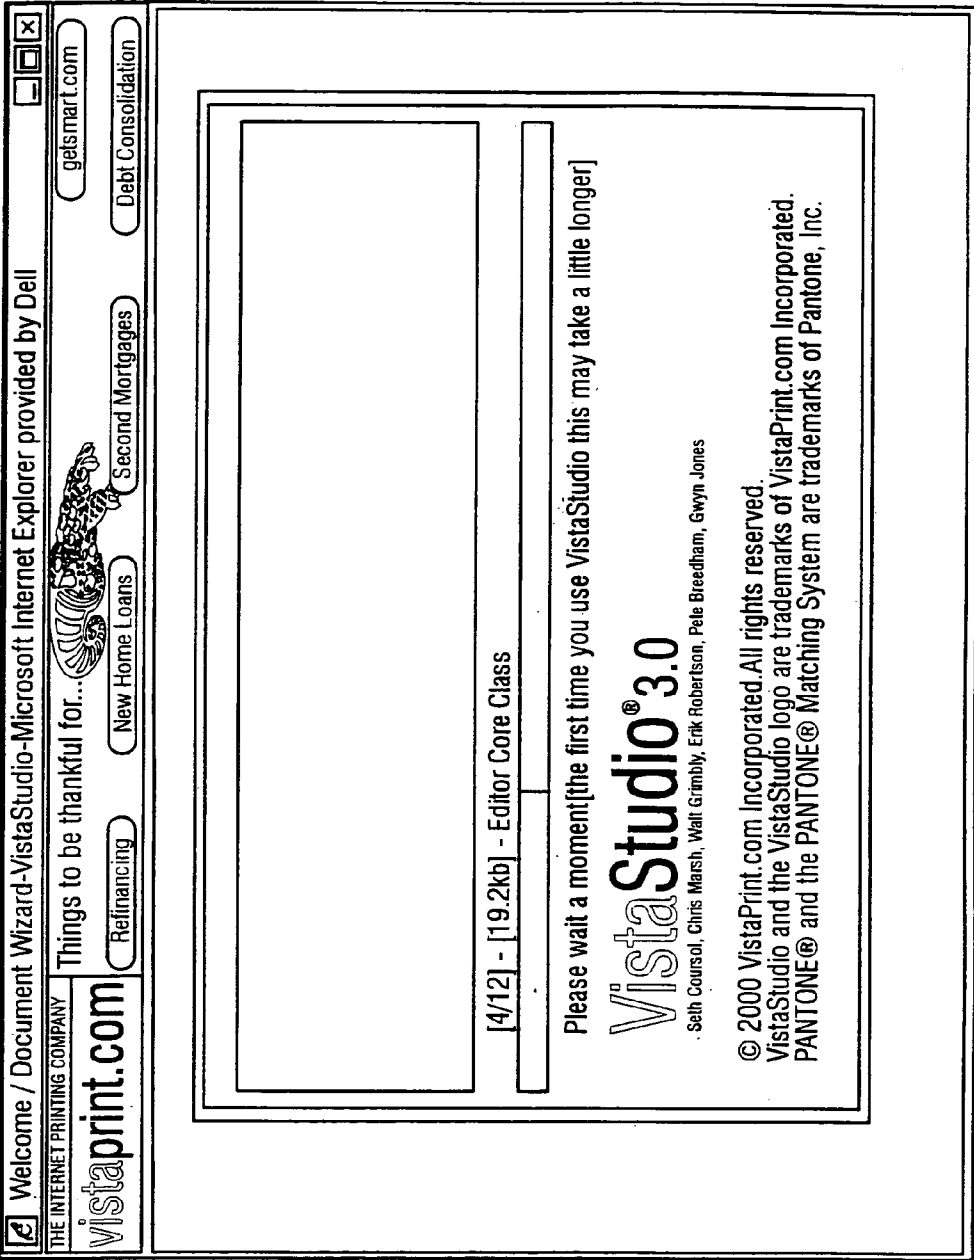 Welcome / Document Wizard-VistaStudio-Microsoft Internet Explorer provided by Dell
THE INTERNET PRINTING COMPANY
vistaprint.com
Things to be thankful for...
getsmart.com
Refinancing
New Home Loans
Second Mortgages
Debt Consolidation
[4/12] - [19.2kb] - Editor Core Class
Please wait a moment[the first time you use VistaStudio this may take a little longer]
VistaStudio® 3.0
Seth Coursol, Chris Marsh, Walt Grimbly, Erik Robertson, Pele Breedham, Gwyn Jones
© 2000 VistaPrint.com Incorporated.All rights reserved.
VistaStudio and the VistaStudio logo are trademarks of VistaPrint.com Incorporated.
PANTONE® and the PANTONE® Matching System are trademarks of Pantone, Inc.